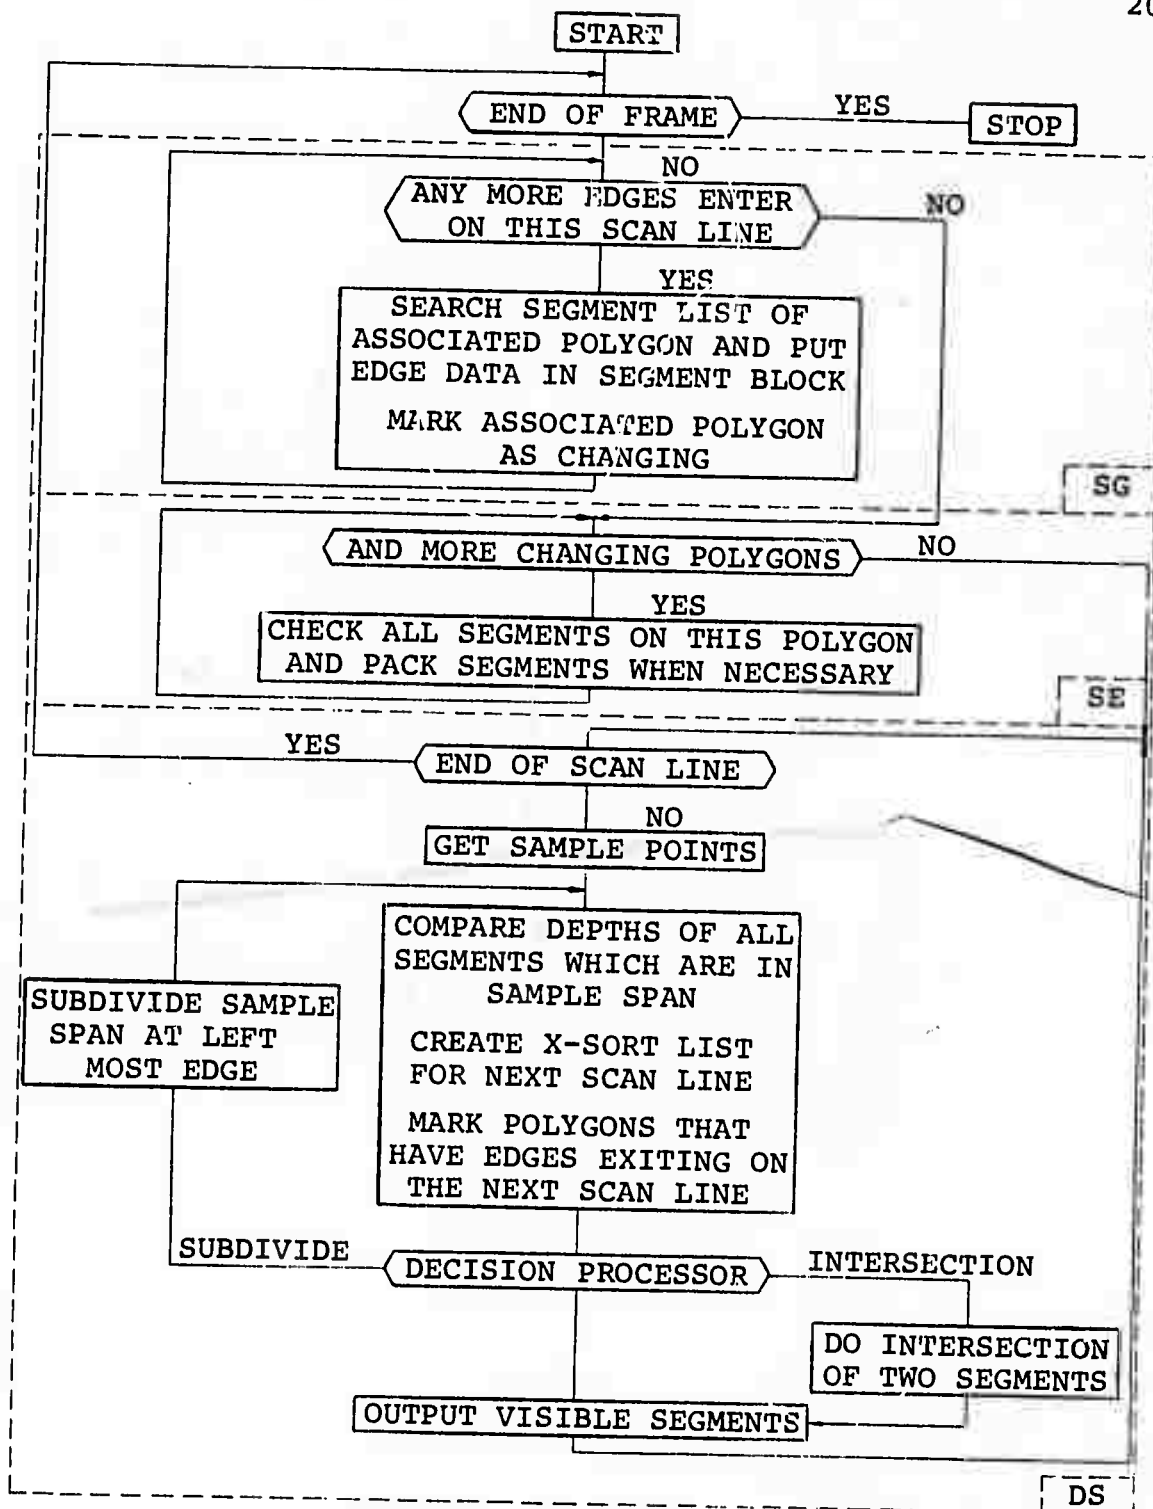 20
START
END OF FRAME
YES
STOP
NO
ANY MORE EDGES ENTER
ON THIS SCAN LINE
NO
YES
SEARCH SEGMENT LIST OF
ASSOCIATED POLYGON AND PUT
EDGE DATA IN SEGMENT BLOCK
MARK ASSOCIATED POLYGON
AS CHANGING
SG
AND MORE CHANGING POLYGONS
NO
YES
CHECK ALL SEGMENTS ON THIS POLYGON
AND PACK SEGMENTS WHEN NECESSARY
SE
YES
END OF SCAN LINE
NO
GET SAMPLE POINTS
COMPARE DEPTHS OF ALL
SEGMENTS WHICH ARE IN
SAMPLE SPAN
CREATE X-SORT LIST
FOR NEXT SCAN LINE
MARK POLYGONS THAT
HAVE EDGES EXITING ON
THE NEXT SCAN LINE
SUBDIVIDE SAMPLE
SPAN AT LEFT
MOST EDGE
SUBDIVIDE
DECISION PROCESSOR
INTERSECTION
DO INTERSECTION
OF TWO SEGMENTS
OUTPUT VISIBLE SEGMENTS
DS